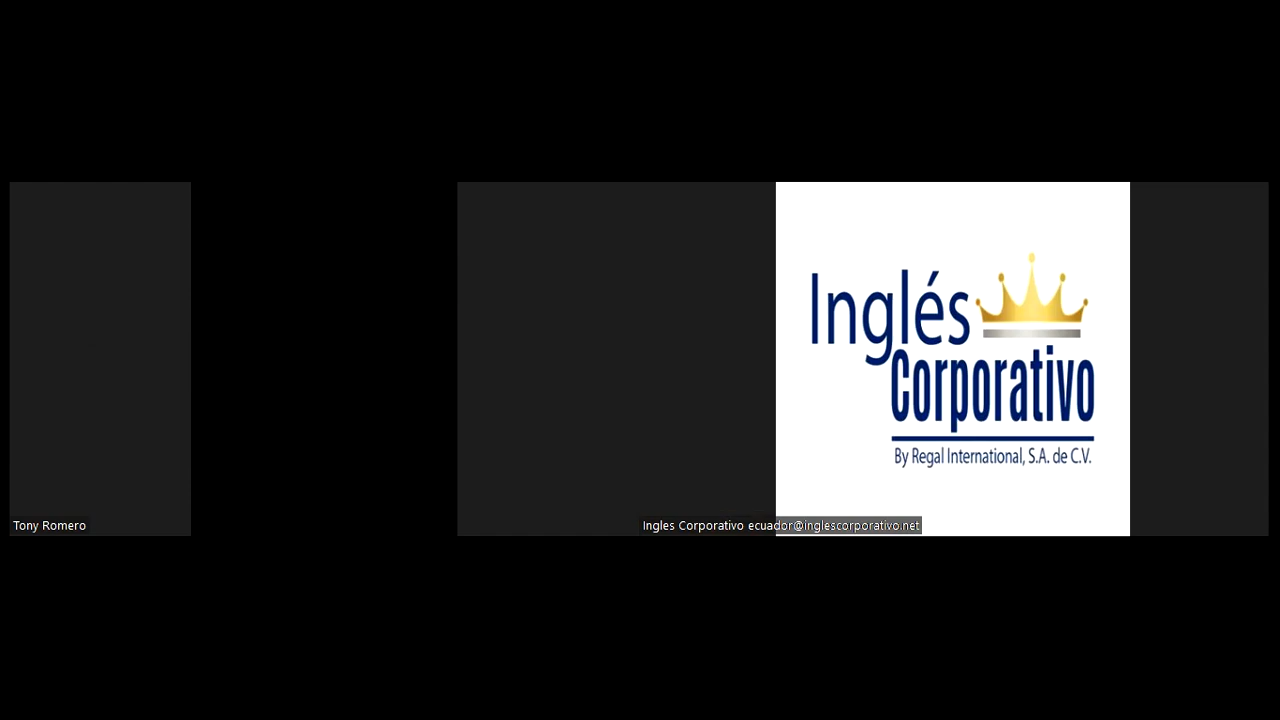 Inglés
Corporativo
By Regal International, S.A. de C.V.
Tony Romero
Ingles Corporativo ecuador@inglescorporativo.net